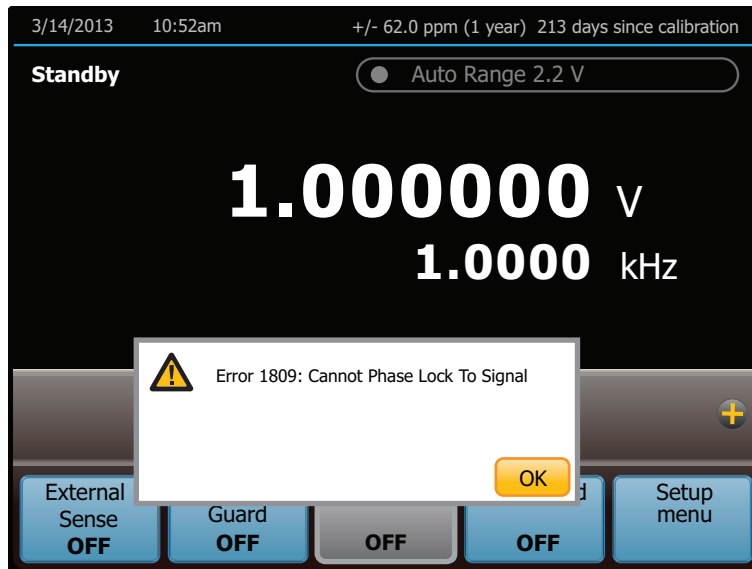 3/14/2013 10:52am +/- 62.0 ppm (1 year) 213 days since calibration
Standby
Auto Range 2.2 V
1.000000 V
1.0000 kHz
Error 1809: Cannot Phase Lock To Signal
OK
External
Sense
OFF
Guard
OFF
OFF
OFF
Setup
menu